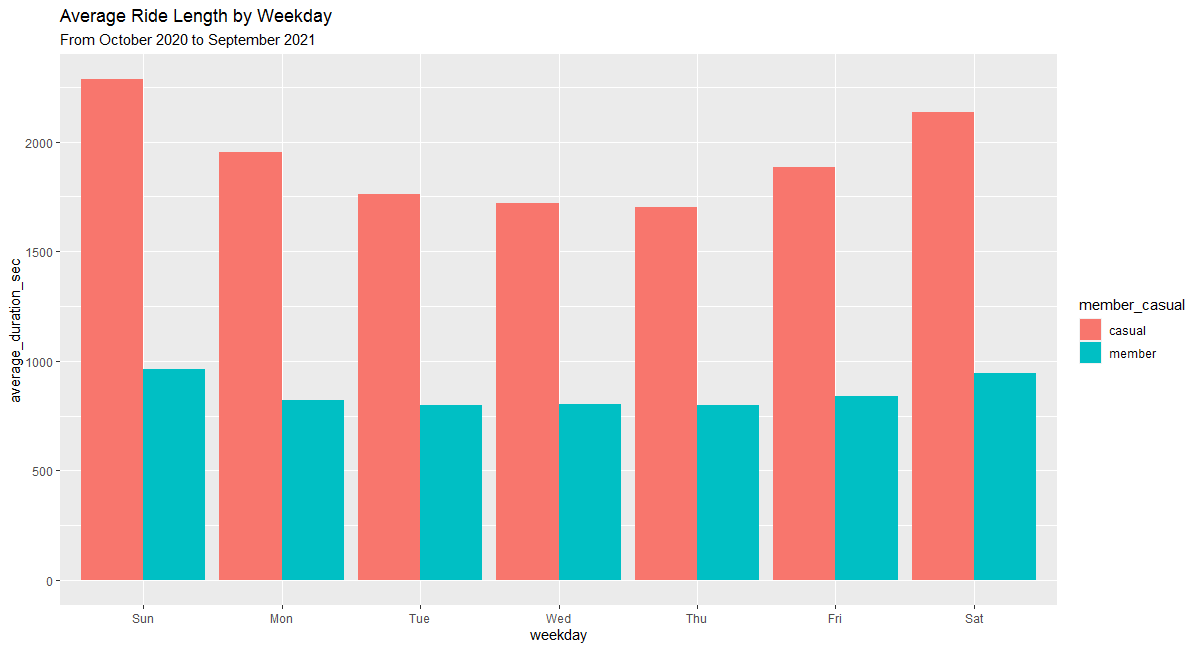 Average Ride Length by Weekday
From October 2020 to September 2021
average_duration_sec
2000
1500
1000
500
0
Sun Mon Tue Wed Thu Fri Sat
weekday
member_casual
casual
member